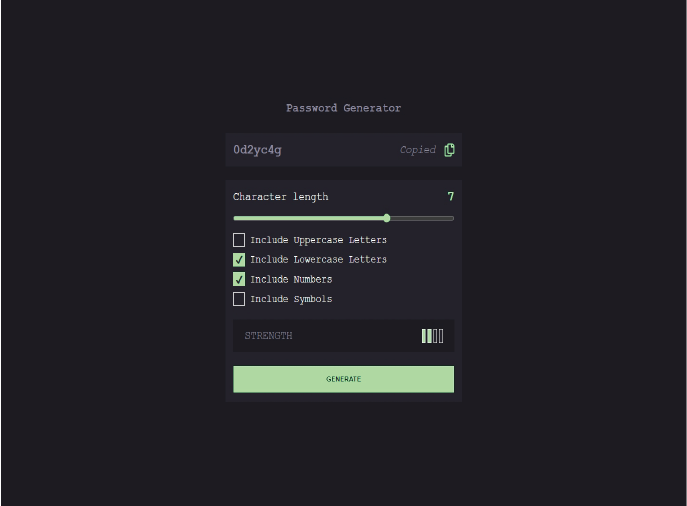 Password Generator
0d2yc4g Copied
Character length 7
Include Uppercase Letters
Include Lowercase Letters
Include Numbers
Include Symbols
STRENGTH
GENERATE